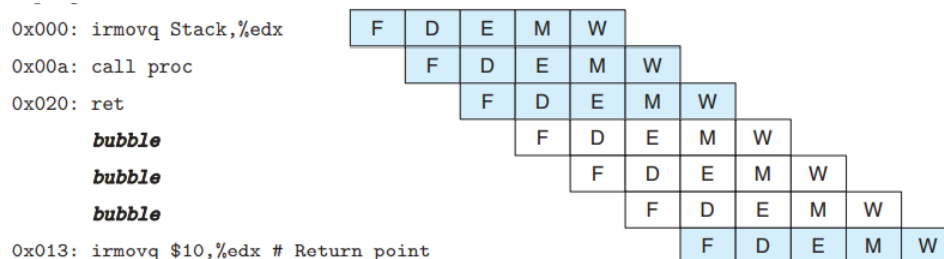 0x000: irmovq Stack,%edx F D E M W
0x00a: call proc F D E M W
0x020: ret F D E M W
bubble F D E M W
bubble F D E M W
bubble F D E M W
0x013: irmovq $10,%edx # Return point F D E M W